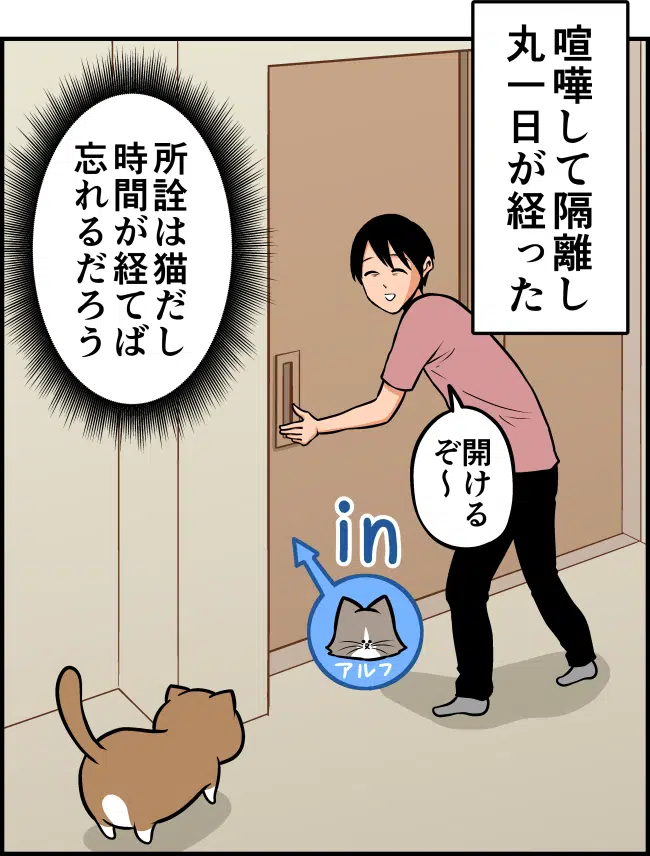 喧嘩して隔離し
丸一日が経った
所詮は猫だし
時間が経てば
忘れるだろう
開ける
ぞ〜
in
アルフ